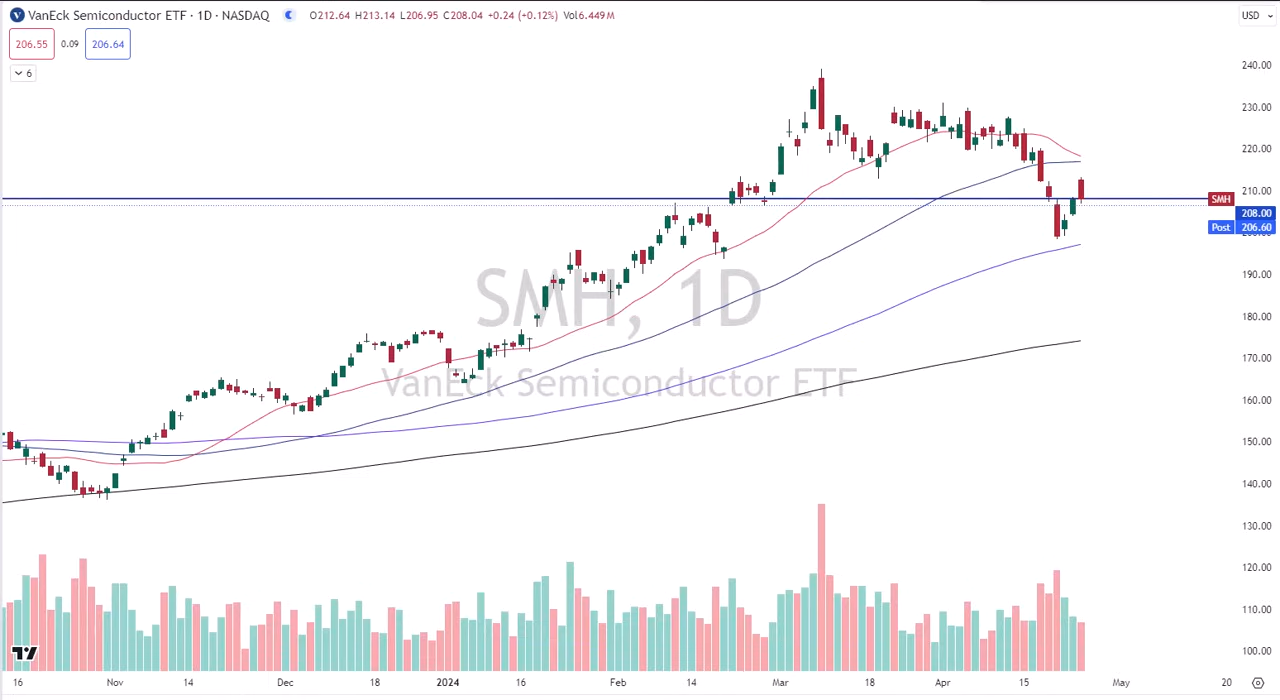 VanEck Semiconductor ETF · 1D · NASDAQ O212.64 H213.14 L206.95 C208.04 +0.24 (+0.12%) Vol6.449M
USD
206.55 0.09 206.64
6
240.00
230.00
220.00
210.00
SMH
208.00
Post 206.60
190.00
180.00
170.00
160.00
150.00
140.00
130.00
120.00
110.00
100.00
SMH, 1D
VanEck Semiconductor ETF
16 Nov 14 Dec 18 2024 16 Feb 14 Mar 18 Apr 15 May 20